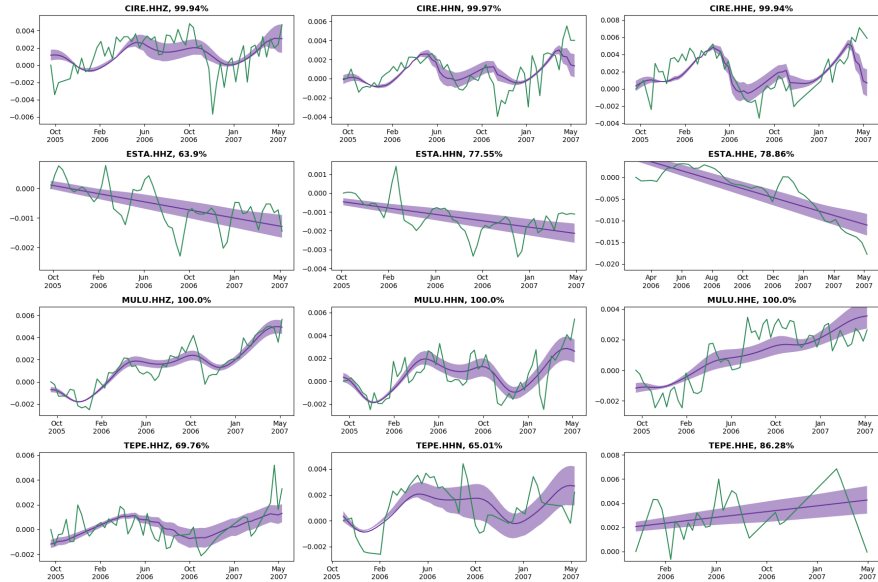 CIRE.HHZ, 99.94%
0.004
0.002
0.000
−0.002
−0.004
−0.006
Oct 2005
Feb 2006
Jun 2006
Oct 2006
Jan 2007
May 2007
CIRE.HHN, 99.97%
0.006
0.004
0.002
0.000
−0.002
−0.004
Oct 2005
Feb 2006
Jun 2006
Oct 2006
Jan 2007
May 2007
CIRE.HHE, 99.94%
0.008
0.006
0.004
0.002
0.000
−0.002
−0.004
Oct 2005
Feb 2006
Jun 2006
Oct 2006
Jan 2007
May 2007
ESTA.HHZ, 63.9%
0.000
−0.001
−0.002
Oct 2005
Feb 2006
Jun 2006
Oct 2006
Jan 2007
May 2007
ESTA.HHN, 77.55%
0.001
0.000
−0.001
−0.002
−0.003
−0.004
Oct 2005
Feb 2006
Jun 2006
Oct 2006
Jan 2007
May 2007
ESTA.HHE, 78.86%
0.000
−0.005
−0.010
−0.015
−0.020
Apr 2006
Jun 2006
Aug 2006
Oct 2006
Dec 2006
Jan 2007
Mar 2007
May 2007
MULU.HHZ, 100.0%
0.006
0.004
0.002
0.000
−0.002
Oct 2005
Feb 2006
Jun 2006
Oct 2006
Jan 2007
May 2007
MULU.HHN, 100.0%
0.006
0.004
0.002
0.000
−0.002
Oct 2005
Feb 2006
Jun 2006
Oct 2006
Jan 2007
May 2007
MULU.HHE, 100.0%
0.004
0.002
0.000
−0.002
Oct 2005
Feb 2006
Jun 2006
Oct 2006
Jan 2007
May 2007
TEPE.HHZ, 69.76%
0.006
0.004
0.002
0.000
−0.002
Oct 2005
Feb 2006
Jun 2006
Oct 2006
Jan 2007
May 2007
TEPE.HHN, 65.01%
0.004
0.002
0.000
−0.002
Oct 2005
Feb 2006
Jun 2006
Oct 2006
Jan 2007
May 2007
TEPE.HHE, 86.28%
0.008
0.006
0.004
0.002
0.000
Feb 2006
Jun 2006
Oct 2006
Jan 2007
May 2007